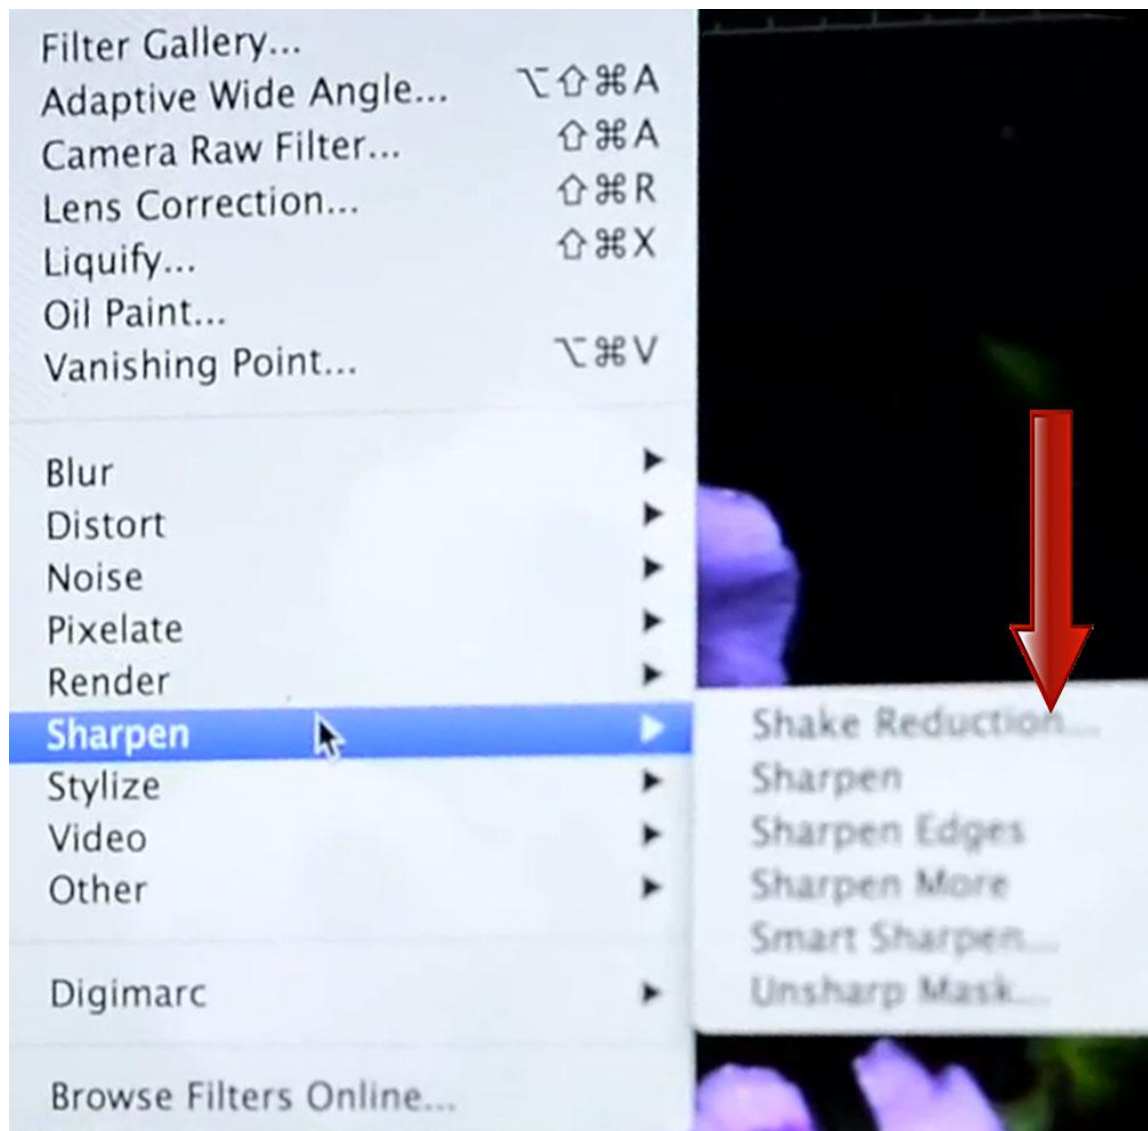 Filter Gallery...
Adaptive Wide Angle... ⌥⇧⌘A
Camera Raw Filter... ⇧⌘A
Lens Correction... ⇧⌘R
Liquify... ⇧⌘X
Oil Paint...
Vanishing Point... ⌥⌘V
Blur
Distort
Noise
Pixelate
Render
Sharpen
Stylize
Video
Other
Digimarc
Browse Filters Online...
Shake Reduction...
Sharpen
Sharpen Edges
Sharpen More
Smart Sharpen...
Unsharp Mask...